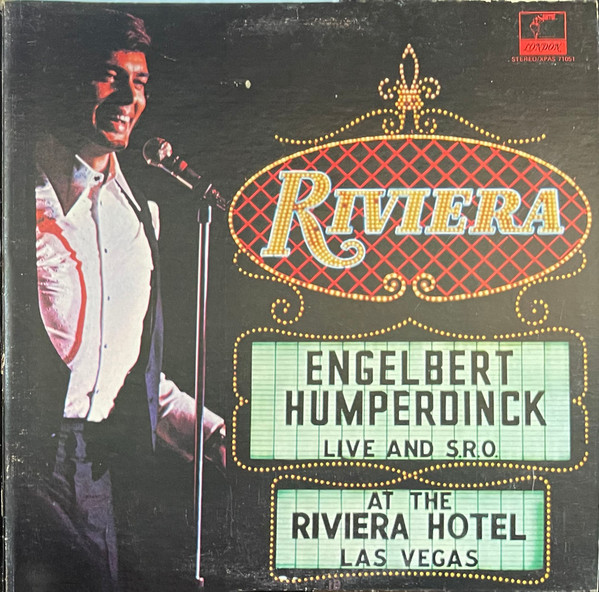 LONDON
STEREO/XPAS 71051
RIVIERA
ENGELBERT
HUMPERDINCK
LIVE AND S.R.O.
AT THE
RIVIERA HOTEL
LAS VEGAS